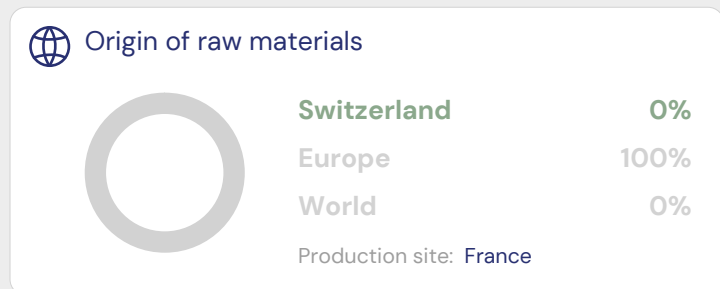 Origin of raw materials
Switzerland 0%
Europe 100%
World 0%
Production site: France